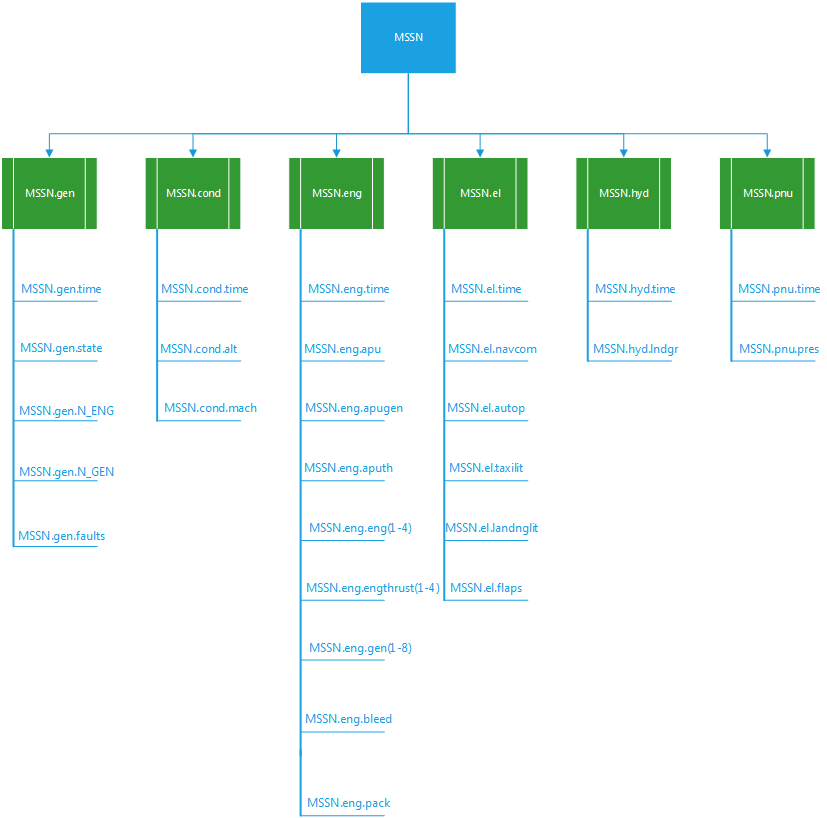 MSSN
MSSN.gen
MSSN.cond
MSSN.eng
MSSN.el
MSSN.hyd
MSSN.pnu
MSSN.gen.time
MSSN.gen.state
MSSN.gen.N_ENG
MSSN.gen.N_GEN
MSSN.gen.faults
MSSN.cond.time
MSSN.cond.alt
MSSN.cond.mach
MSSN.eng.time
MSSN.eng.apu
MSSN.eng.apugen
MSSN.eng.aputh
MSSN.eng.eng(1-4)
MSSN.eng.engthrust(1-4)
MSSN.eng.gen(1-8)
MSSN.eng.bleed
MSSN.eng.pack
MSSN.el.time
MSSN.el.navcom
MSSN.el.autop
MSSN.el.taxilit
MSSN.el.landnglit
MSSN.el.flaps
MSSN.hyd.time
MSSN.hyd.lndgr
MSSN.pnu.time
MSSN.pnu.pres